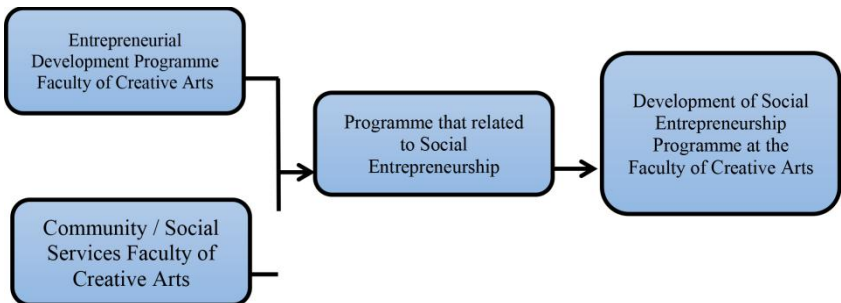 Entrepreneurial
Development Programme
Faculty of Creative Arts
Community / Social
Services Faculty of
Creative Arts
Programme that related
to Social
Entrepreneurship
Development of Social
Entrepreneurship
Programme at the
Faculty of Creative Arts